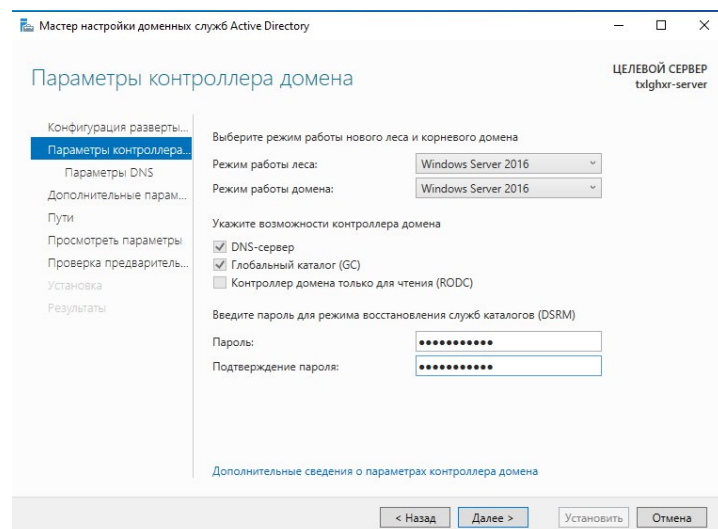 Мастер настройки доменных служб Active Directory
Параметры контроллера домена
ЦЕЛЕВОЙ СЕРВЕР
txlghxr-server
Конфигурация разверты...
Параметры контроллера...
Параметры DNS
Дополнительные парам...
Пути
Просмотреть параметры
Проверка предваритель...
Установка
Результаты
Выберите режим работы нового леса и корневого домена
Режим работы леса: Windows Server 2016
Режим работы домена: Windows Server 2016
Укажите возможности контроллера домена
DNS-сервер
Глобальный каталог (GC)
Контроллер домена только для чтения (RODC)
Введите пароль для режима восстановления служб каталогов (DSRM)
Пароль: •••••••••••
Подтверждение пароля: •••••••••••
Дополнительные сведения о параметрах контроллера домена
< Назад Далее > Установить Отмена